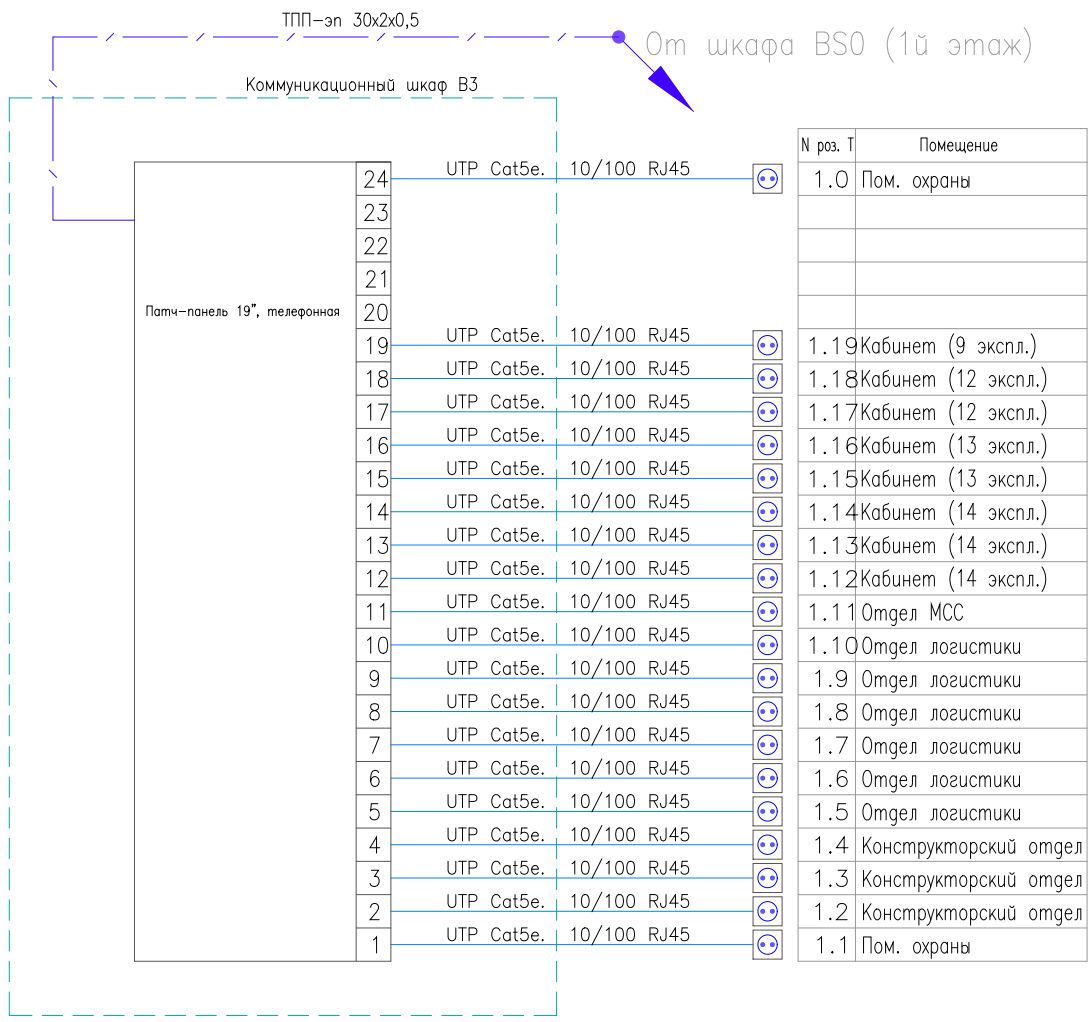 ТПП-эп 30х2х0,5
От шкафа BS0 (1й этаж)
Коммуникационный шкаф В3
N роз. Т Помещение
24 UTP Cat5e. 10/100 RJ45 1.0 Пом. охраны
23
22
21
Патч-панель 19", телефонная 20
19 UTP Cat5e. 10/100 RJ45 1.19 Кабинет (9 экспл.)
18 UTP Cat5e. 10/100 RJ45 1.18 Кабинет (12 экспл.)
17 UTP Cat5e. 10/100 RJ45 1.17 Кабинет (12 экспл.)
16 UTP Cat5e. 10/100 RJ45 1.16 Кабинет (13 экспл.)
15 UTP Cat5e. 10/100 RJ45 1.15 Кабинет (13 экспл.)
14 UTP Cat5e. 10/100 RJ45 1.14 Кабинет (14 экспл.)
13 UTP Cat5e. 10/100 RJ45 1.13 Кабинет (14 экспл.)
12 UTP Cat5e. 10/100 RJ45 1.12 Кабинет (14 экспл.)
11 UTP Cat5e. 10/100 RJ45 1.11 Отдел МСС
10 UTP Cat5e. 10/100 RJ45 1.10 Отдел логистики
9 UTP Cat5e. 10/100 RJ45 1.9 Отдел логистики
8 UTP Cat5e. 10/100 RJ45 1.8 Отдел логистики
7 UTP Cat5e. 10/100 RJ45 1.7 Отдел логистики
6 UTP Cat5e. 10/100 RJ45 1.6 Отдел логистики
5 UTP Cat5e. 10/100 RJ45 1.5 Отдел логистики
4 UTP Cat5e. 10/100 RJ45 1.4 Конструкторский отдел
3 UTP Cat5e. 10/100 RJ45 1.3 Конструкторский отдел
2 UTP Cat5e. 10/100 RJ45 1.2 Конструкторский отдел
1 UTP Cat5e. 10/100 RJ45 1.1 Пом. охраны